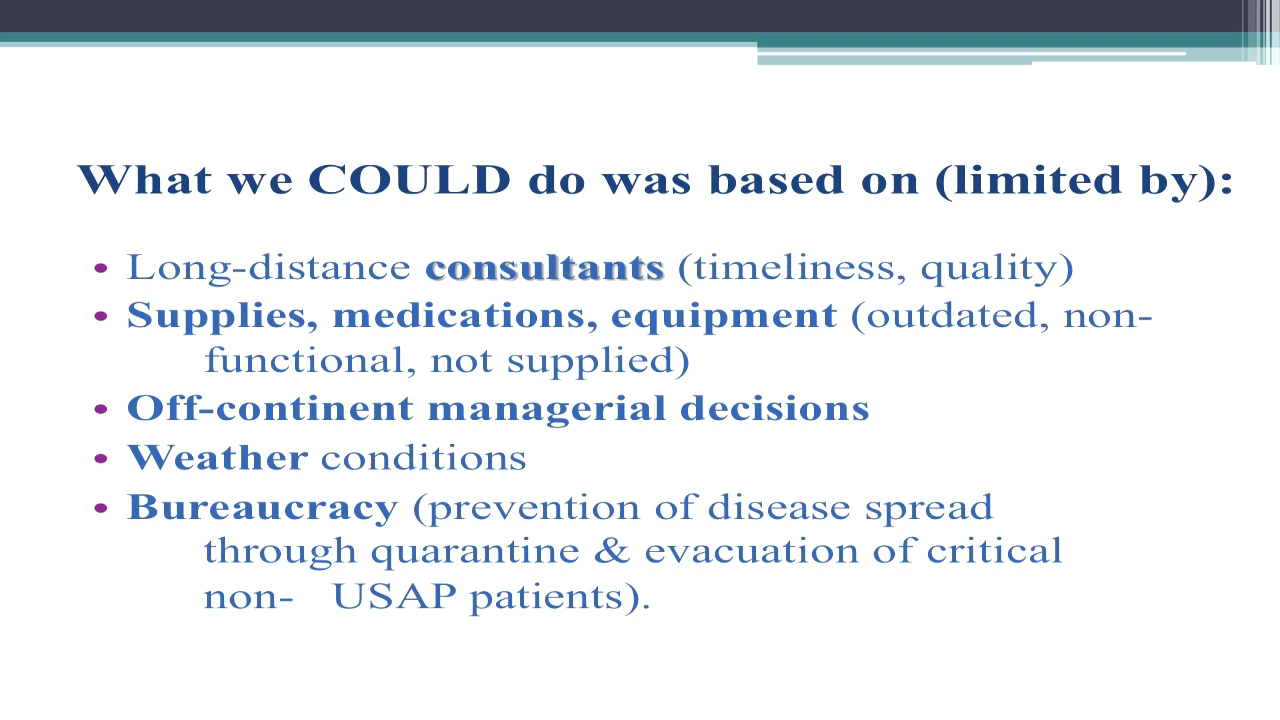 What we COULD do was based on (limited by):
• Long-distance consultants (timeliness, quality)
• Supplies, medications, equipment (outdated, non-
functional, not supplied)
• Off-continent managerial decisions
• Weather conditions
• Bureaucracy (prevention of disease spread
through quarantine & evacuation of critical
non- USAP patients).